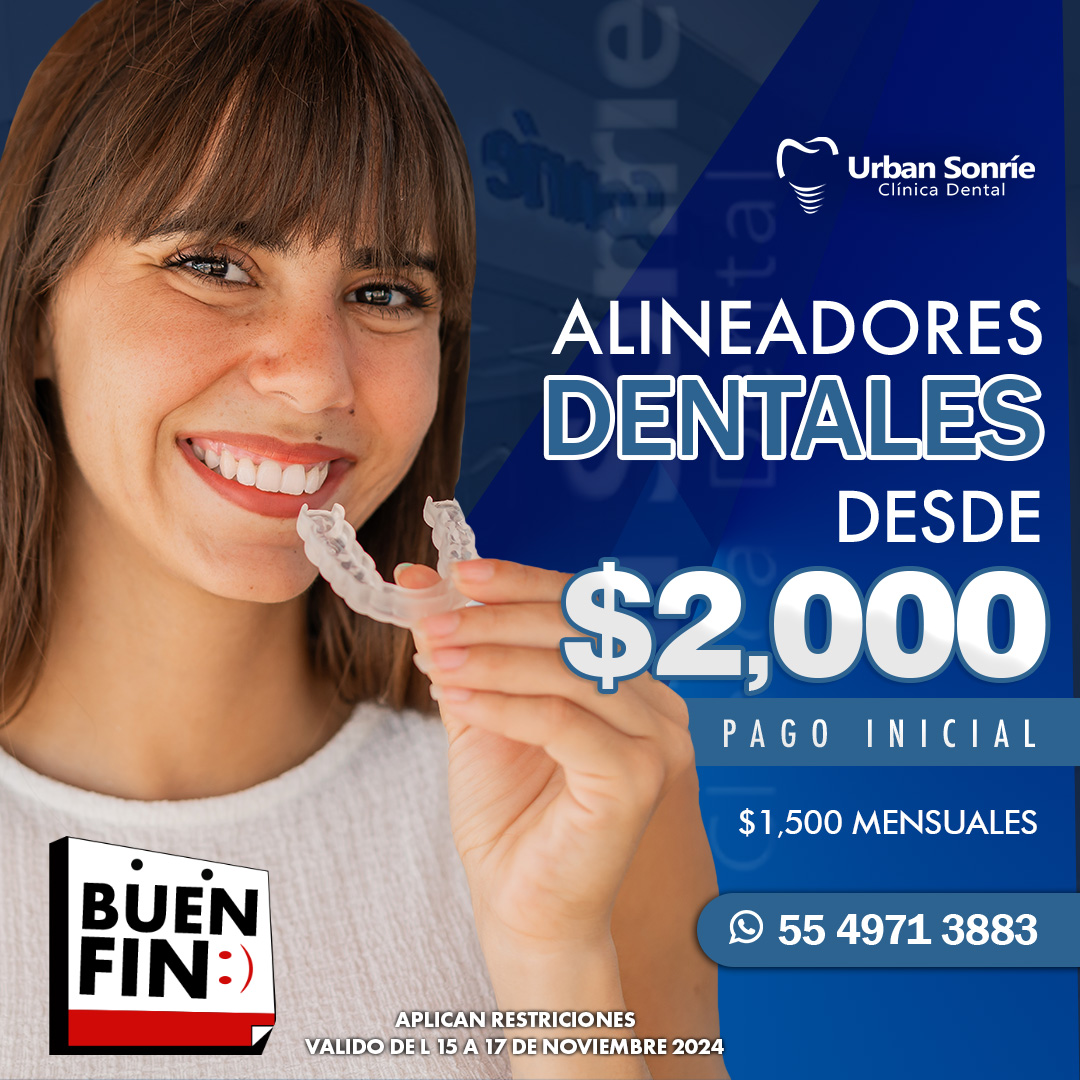 Urban Sonríe
Clínica Dental
ALINEADORES
DENTALES
DESDE
$2,000
PAGO INICIAL
$1,500 MENSUALES
55 4971 3883
BUEN
FIN:)
APLICAN RESTRICIONES
VALIDO DE L 15 A 17 DE NOVIEMBRE 2024